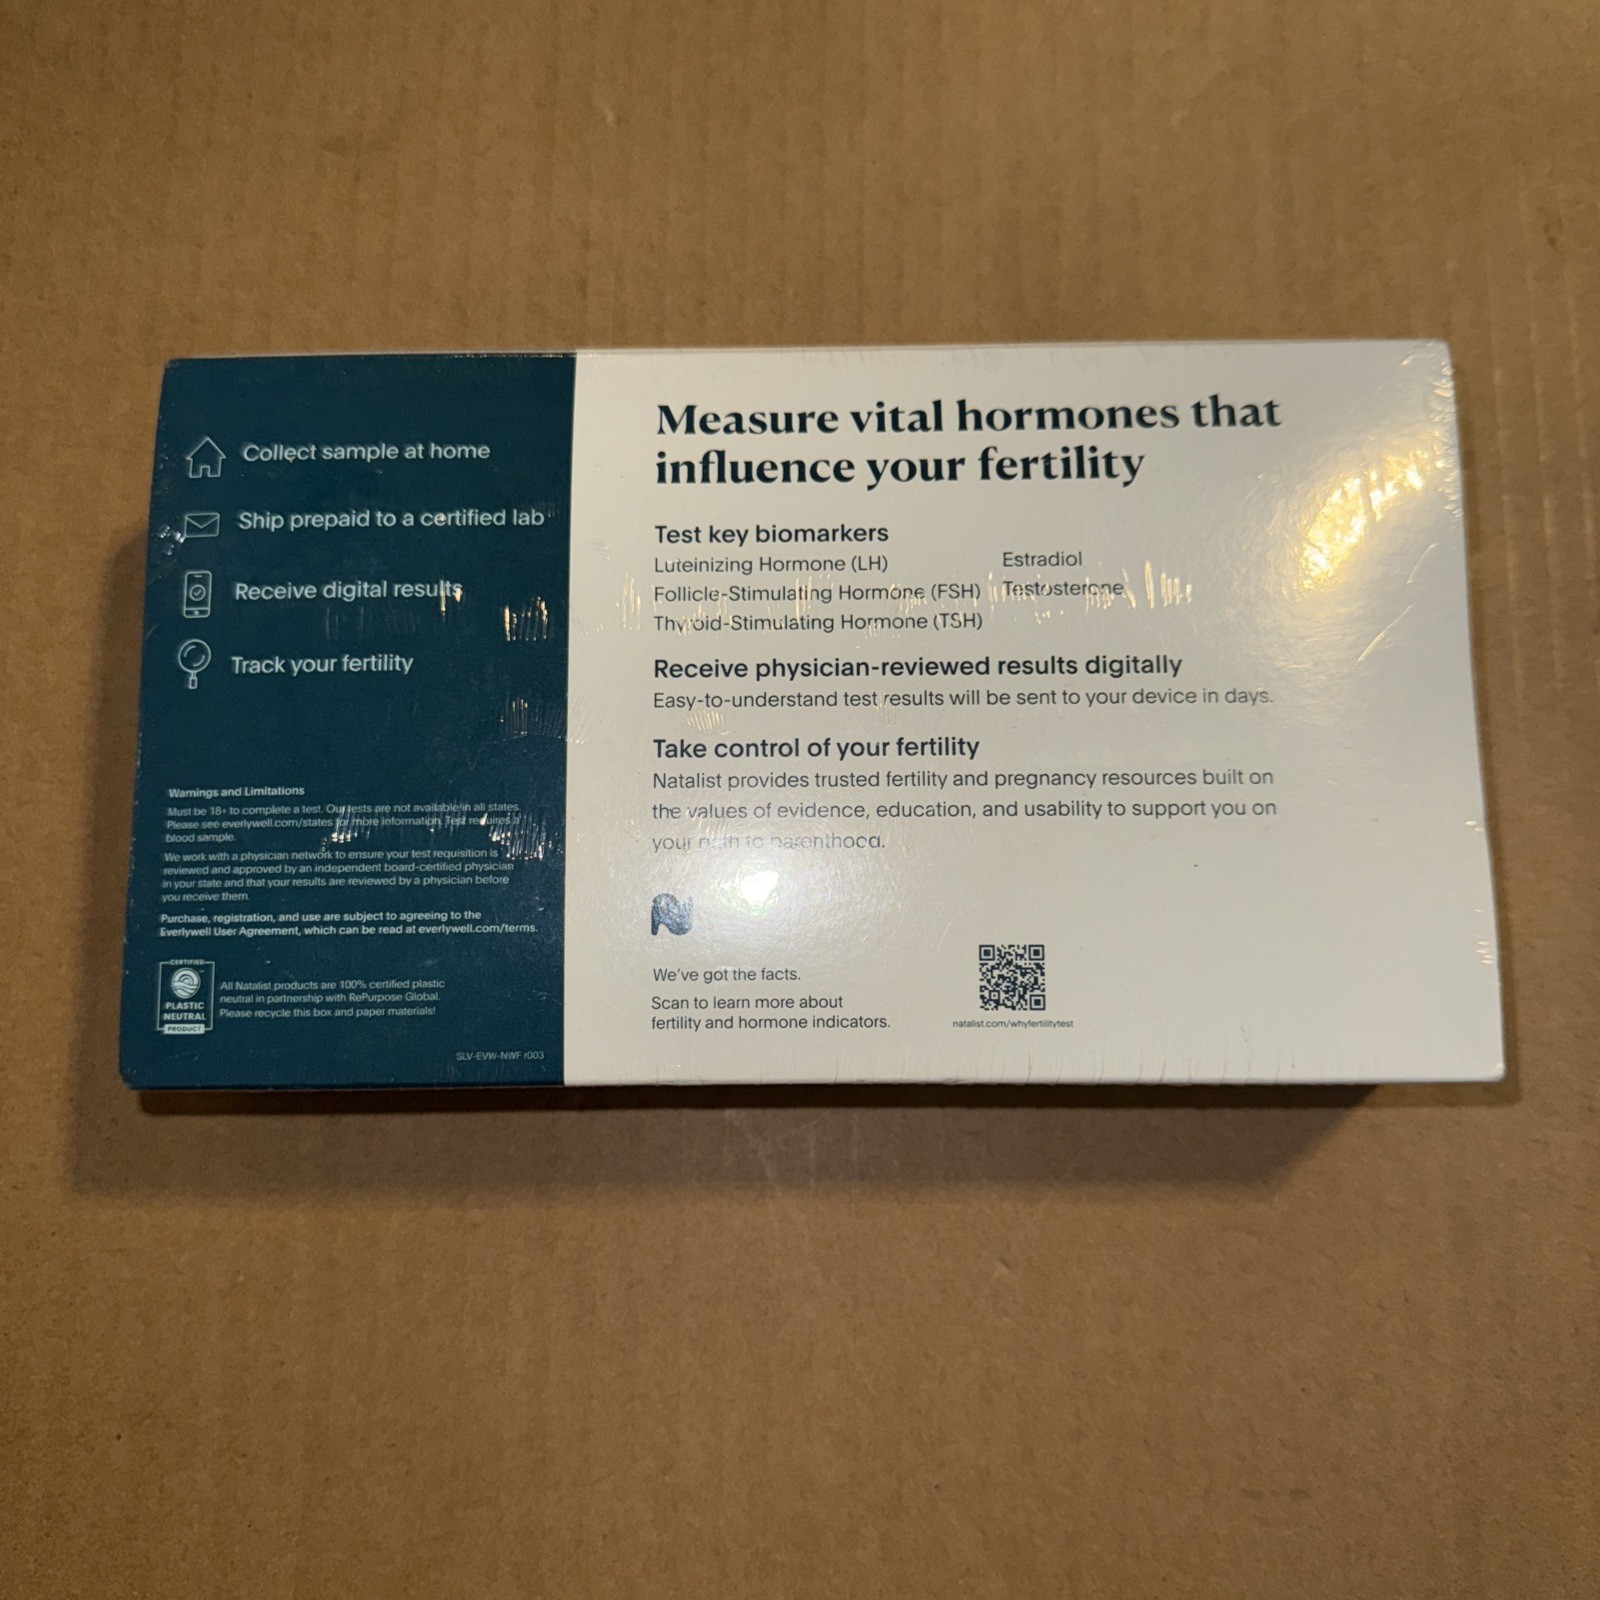 Collect sample at home
Ship prepaid to a certified lab
Receive digital results
Track your fertility
Warnings and Limitations
Must be 18+ to complete a test. Our tests are not available in all states.
Please see everlywell.com/states for more information. Test requires a
blood sample.
We work with a physician network to ensure your test requisition is
reviewed and approved by an independent board-certified physician
in your state and that your results are reviewed by a physician before
you receive them.
Purchase, registration, and use are subject to agreeing to the
Everlywell User Agreement, which can be read at everlywell.com/terms.
CERTIFIED
PLASTIC
NEUTRAL
PRODUCT
All Natalist products are 100% certified plastic
neutral in partnership with RePurpose Global.
Please recycle this box and paper materials!
SLV-EVW-NWF r003
Measure vital hormones that
influence your fertility
Test key biomarkers
Luteinizing Hormone (LH)
Follicle-Stimulating Hormone (FSH)
Thyroid-Stimulating Hormone (TSH)
Estradiol
Testosterone
Receive physician-reviewed results digitally
Easy-to-understand test results will be sent to your device in days.
Take control of your fertility
Natalist provides trusted fertility and pregnancy resources built on
the values of evidence, education, and usability to support you on
your path to parenthood.
N
We've got the facts.
Scan to learn more about
fertility and hormone indicators.
natalist.com/whyfertilitytest